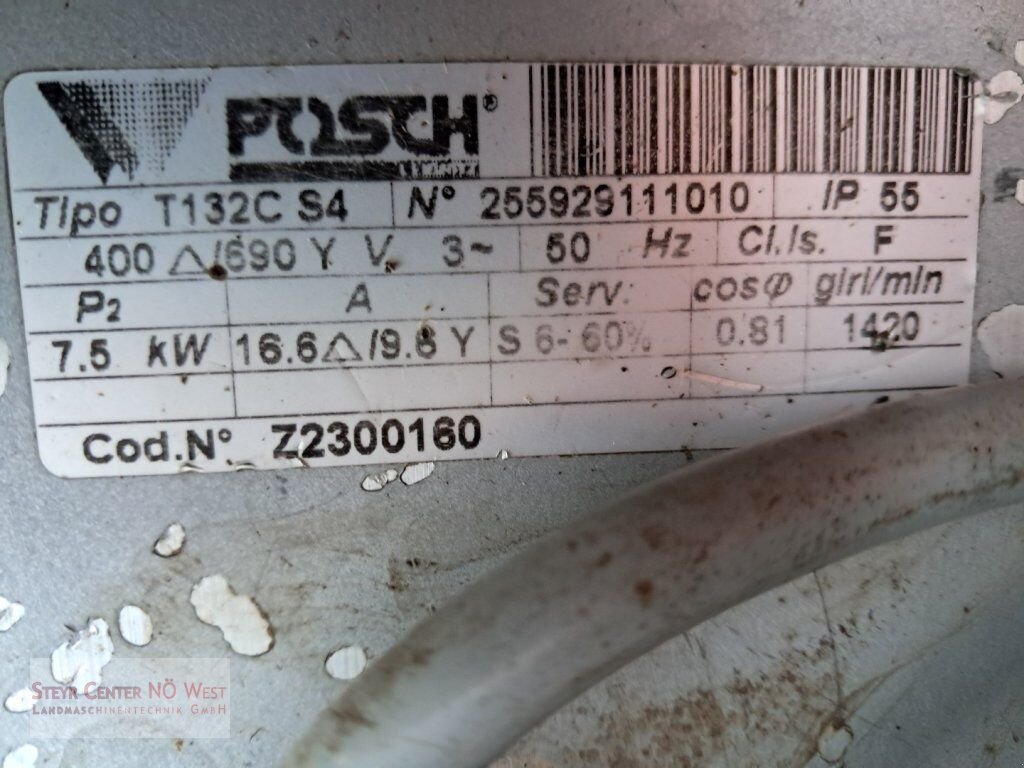 POSCH®
LEIBNITZ
Tipo T132C S4 N° 255929111010 IP 55
400 △/690 Y V 3~ 50 Hz Cl.Is. F
P2 A Serv. cosφ giri/min
7.5 kW 16.6△/9.6 Y S 6- 60% 0.81 1420
Cod.N° Z2300160
STEYR CENTER NÖ WEST
LANDMASCHINENTECHNIK GMBH